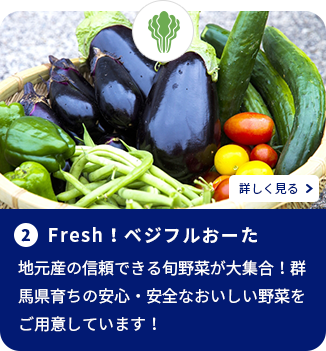 詳しく見る
2 Fresh！ベジフルおーた
地元産の信頼できる旬野菜が大集合！群
馬県育ちの安心・安全なおいしい野菜を
ご用意しています！